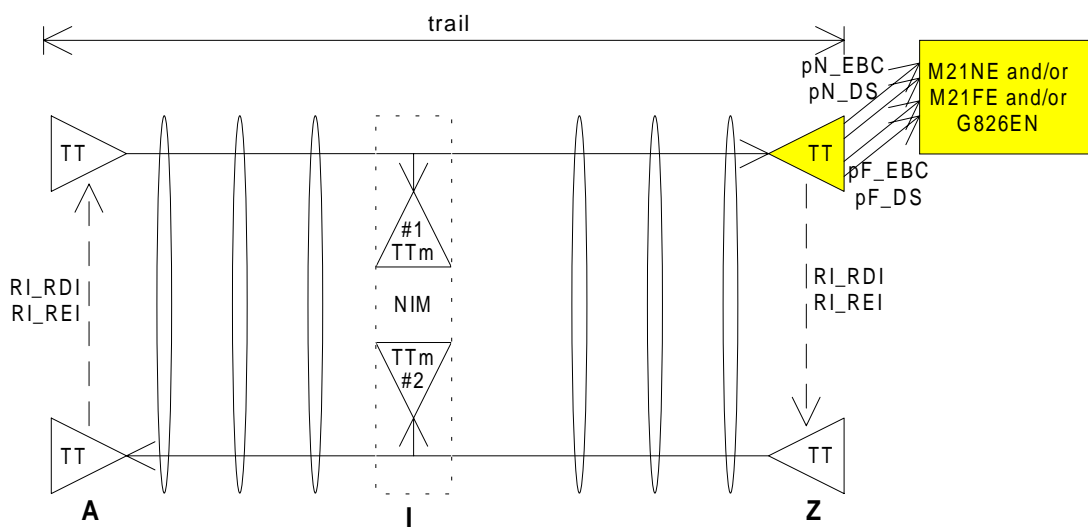 trail
pN_EBC
pN_DS
M21NE and/or
M21FE and/or
G826EN
TT
TT
pF_EBC
pF_DS
#1
TTm
RI_RDI
RI_REI
NIM
RI_RDI
RI_REI
TTm
#2
TT
TT
A
I
Z